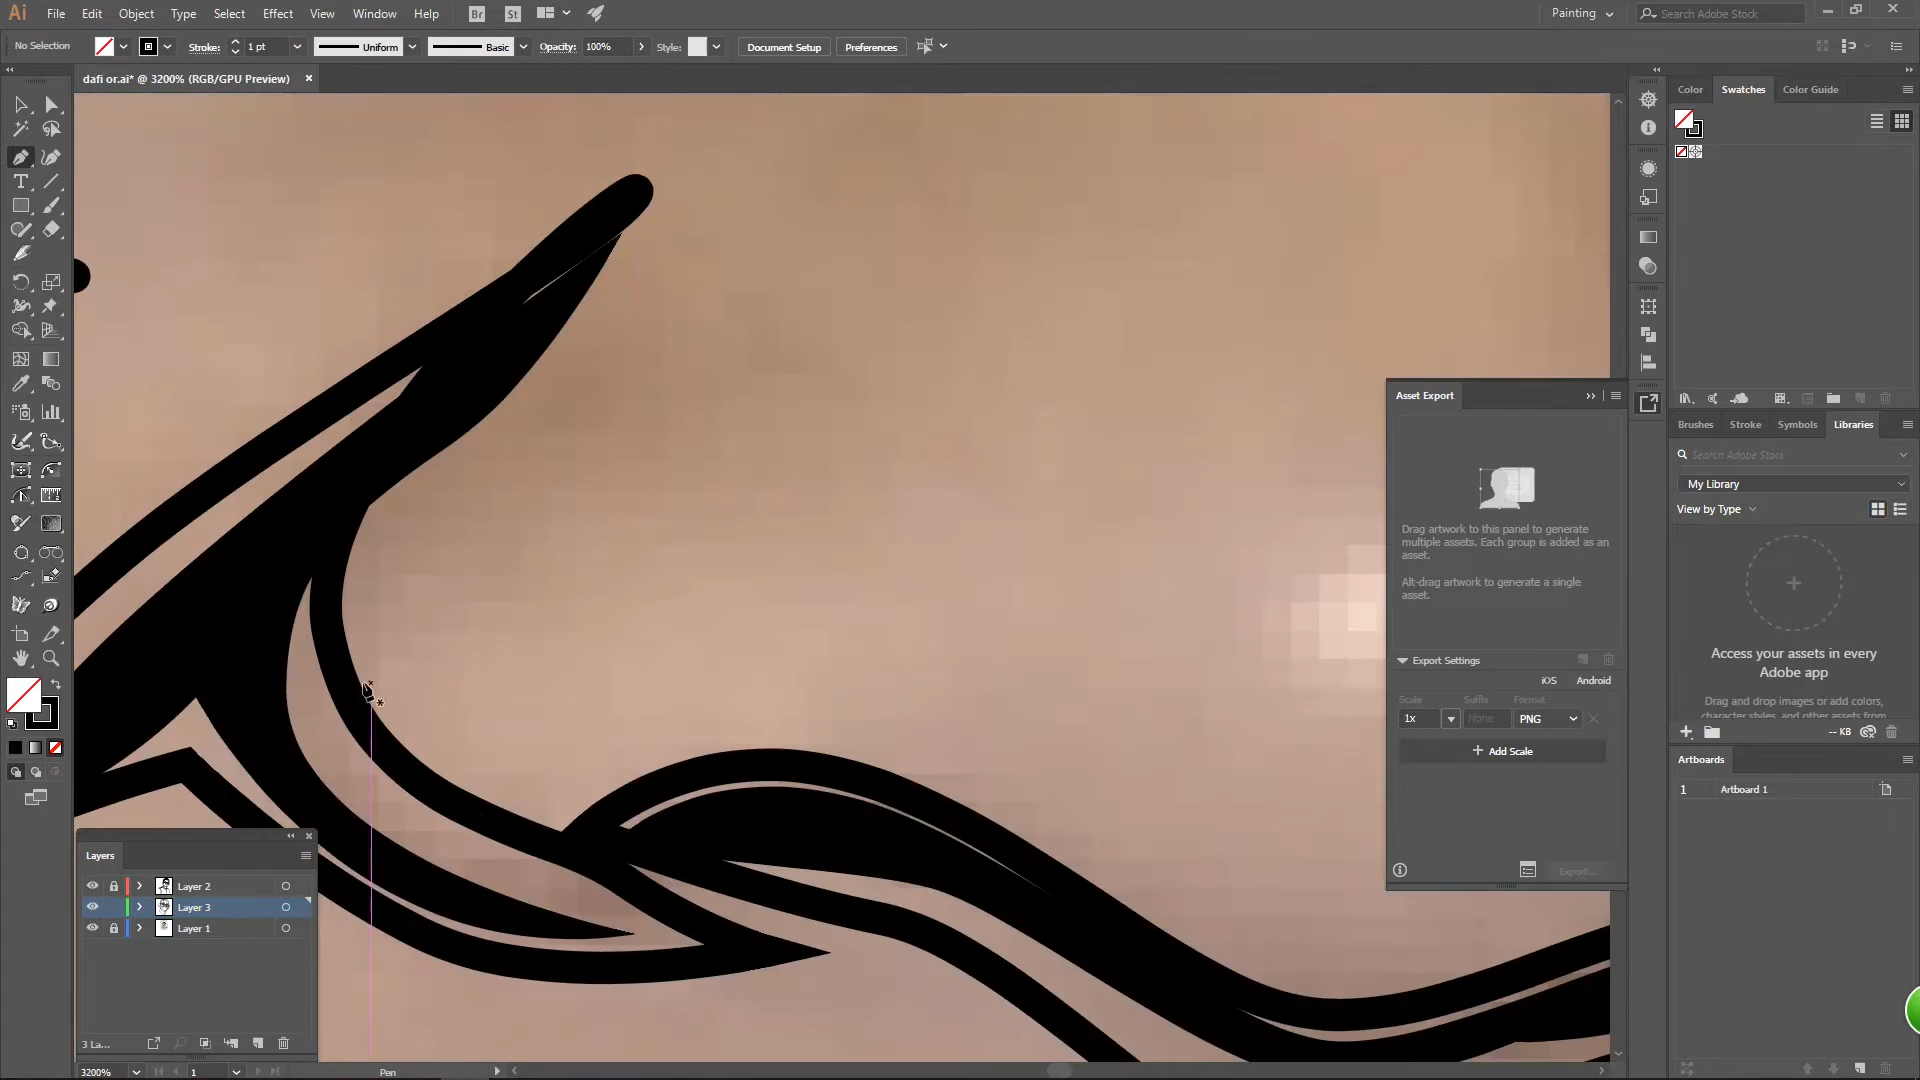 Ai File Edit Object Type Select Effect View Window Help Br St Painting Search Adobe Stock
No Selection Stroke: 1 pt Uniform Basic Opacity: 100% Style: Document Setup Preferences
dafi or.ai* @ 3200% (RGB/GPU Preview) ×
Color Swatches Color Guide
Asset Export
Drag artwork to this panel to generate
multiple assets. Each group is added as an
asset.
Alt-drag artwork to generate a single
asset.
Export Settings
iOS Android
Scale Suffix Format
1x None PNG
+ Add Scale
Export...
Brushes Stroke Symbols Libraries
Search Adobe Stock
My Library
View by Type
Access your assets in every
Adobe app
Drag and drop images or add colors,
character styles, and other assets from
-- KB
Artboards
1 Artboard 1
Layers
Layer 2
Layer 3
Layer 1
3 La...
3200% 1 Pen